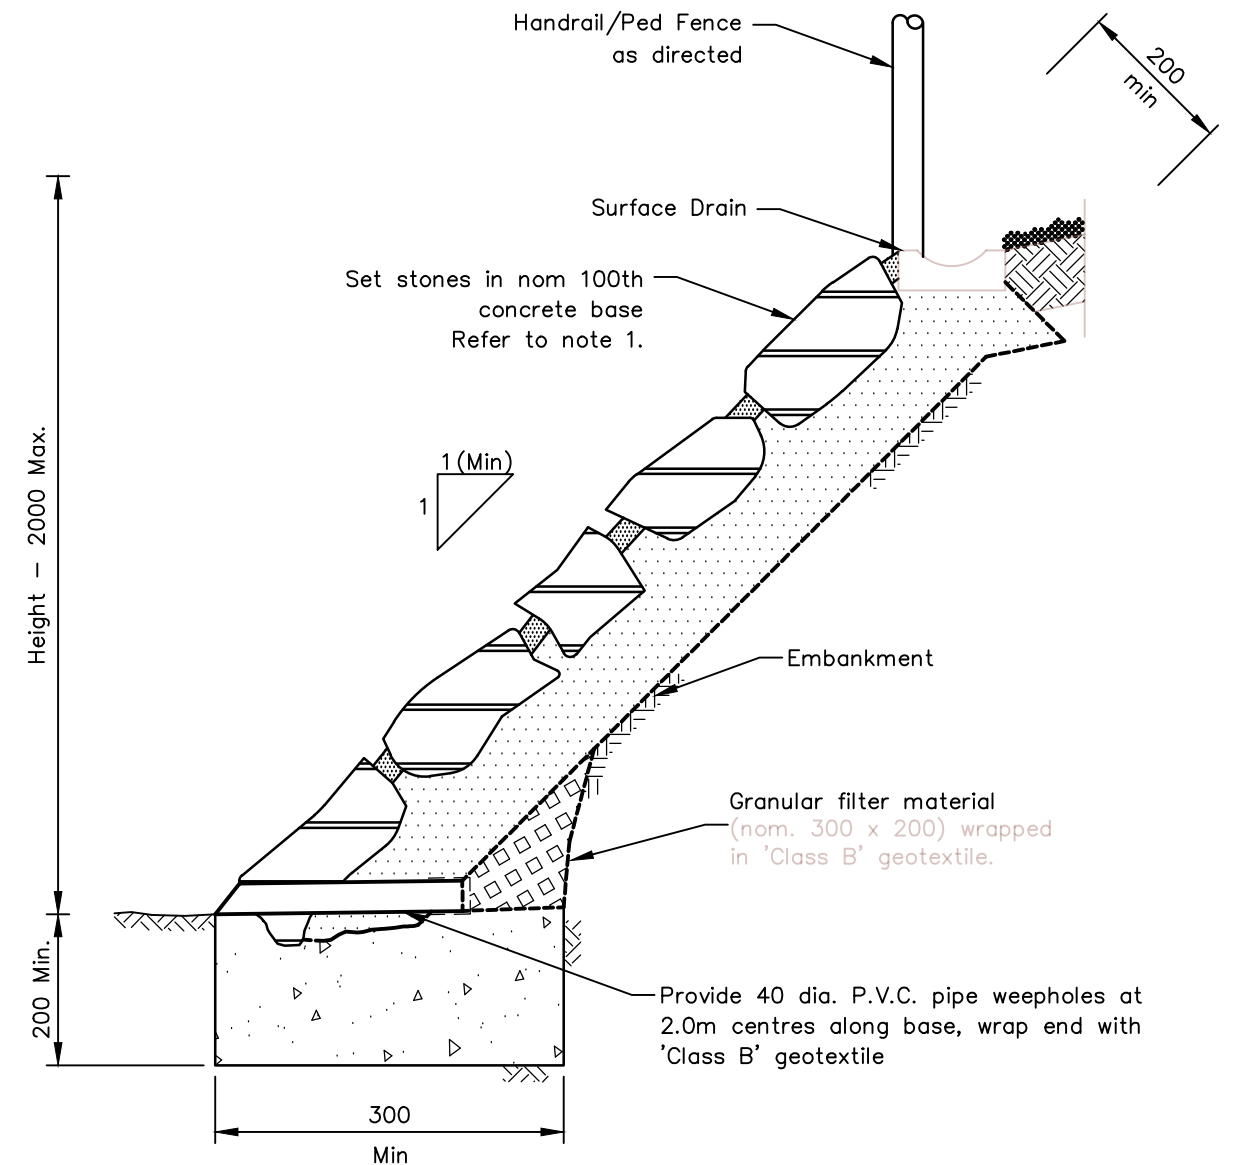 Handrail/Ped Fence
as directed
200
min
Surface Drain
Set stones in nom 100th
concrete base
Refer to note 1.
1 (Min)
1
Height - 2000 Max.
Embankment
Granular filter material
(nom. 300 x 200) wrapped
in 'Class B' geotextile.
200 Min.
Provide 40 dia. P.V.C. pipe weepholes at
2.0m centres along base, wrap end with
'Class B' geotextile
300
Min